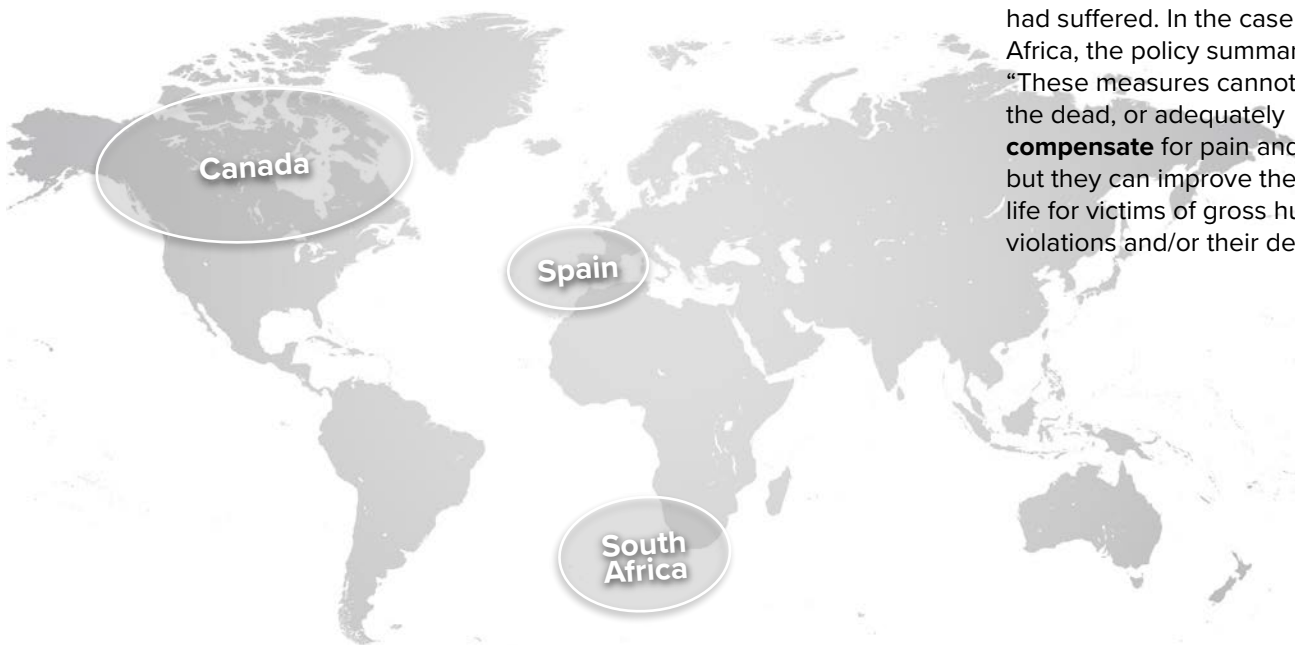 had suffered. In the case
Africa, the policy summar
“These measures cannot
the dead, or adequately
compensate for pain and
but they can improve the
life for victims of gross hu
violations and/or their de
Canada
Spain
South
Africa